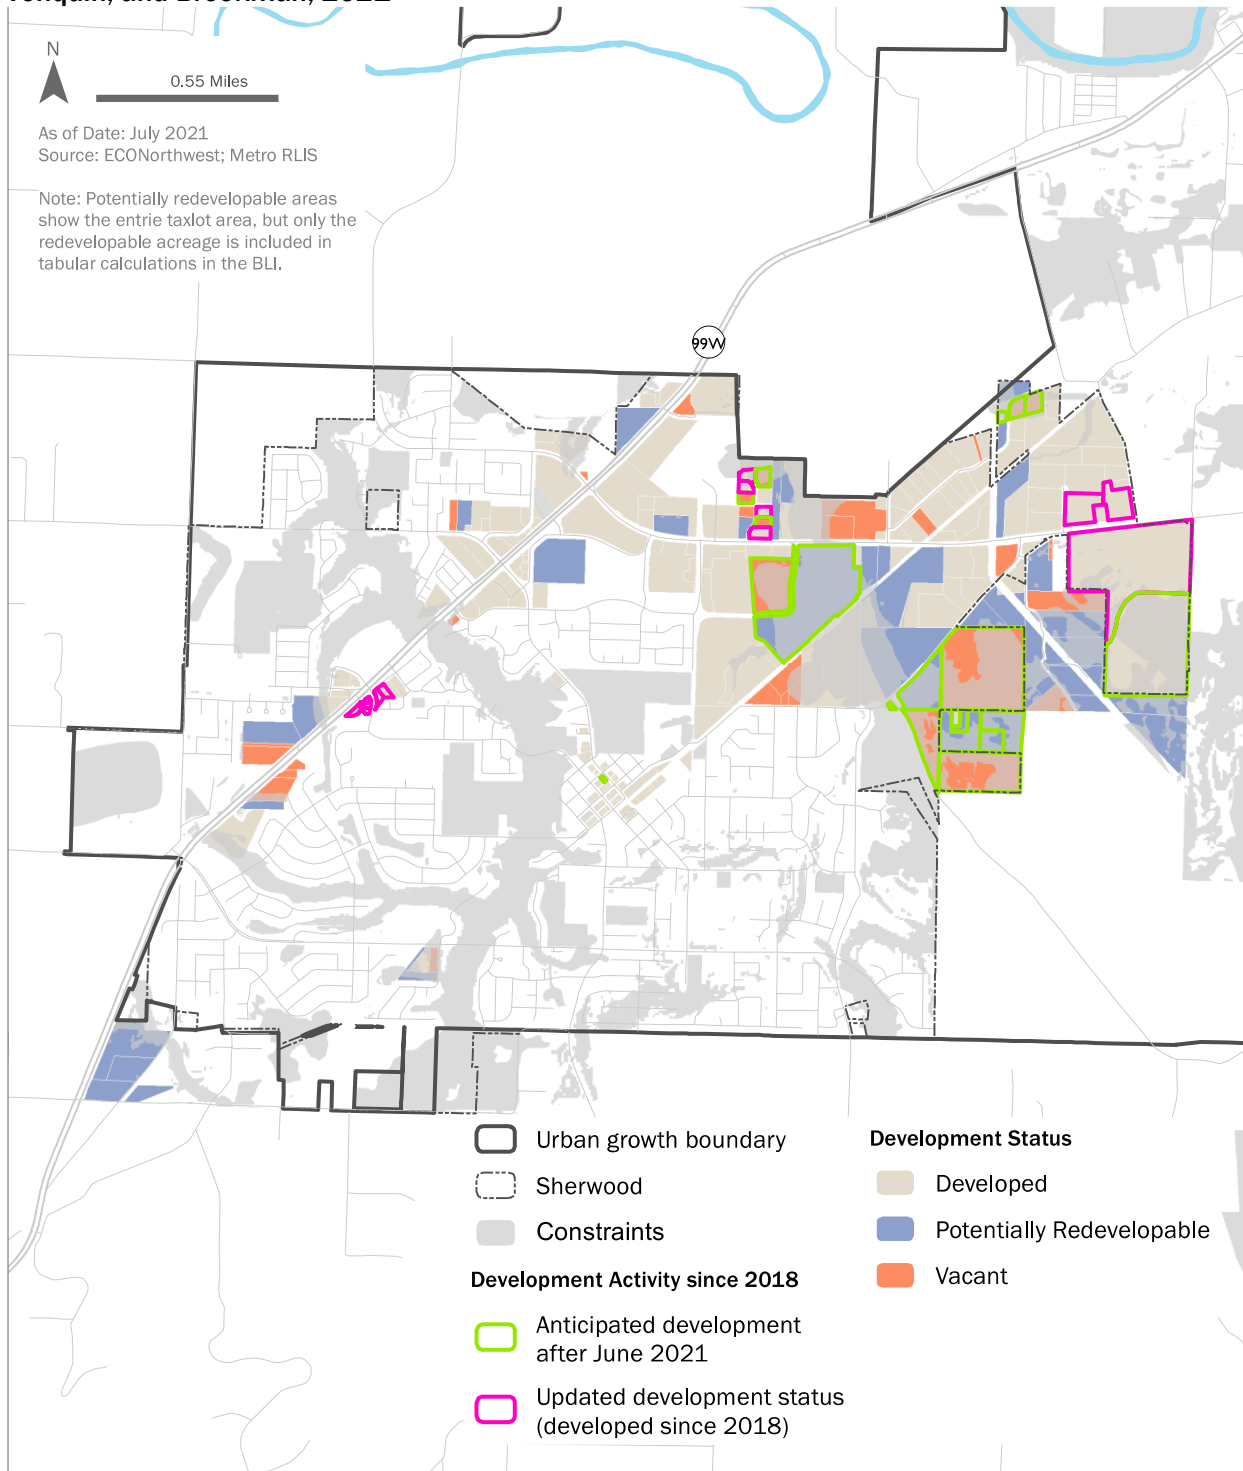 N
0.55 Miles
As of Date: July 2021
Source: ECONorthwest; Metro RLIS
Note: Potentially redevelopable areas
show the entrie taxlot area, but only the
redevelopable acreage is included in
tabular calculations in the BLI.
99W
Urban growth boundary
Sherwood
Constraints
Development Activity since 2018
Anticipated development
after June 2021
Updated development status
(developed since 2018)
Development Status
Developed
Potentially Redevelopable
Vacant